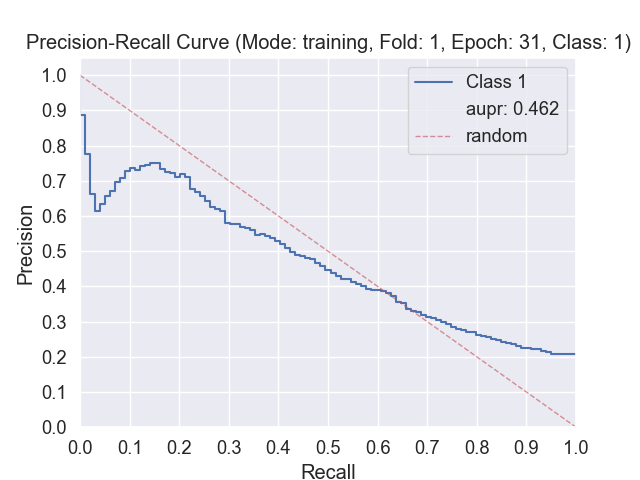 Precision-Recall Curve (Mode: training, Fold: 1, Epoch: 31, Class: 1)
Class 1
aupr: 0.462
random
1.0
0.9
0.8
0.7
0.6
0.5
0.4
0.3
0.2
0.1
0.0
Precision
0.0 0.1 0.2 0.3 0.4 0.5 0.6 0.7 0.8 0.9 1.0
Recall